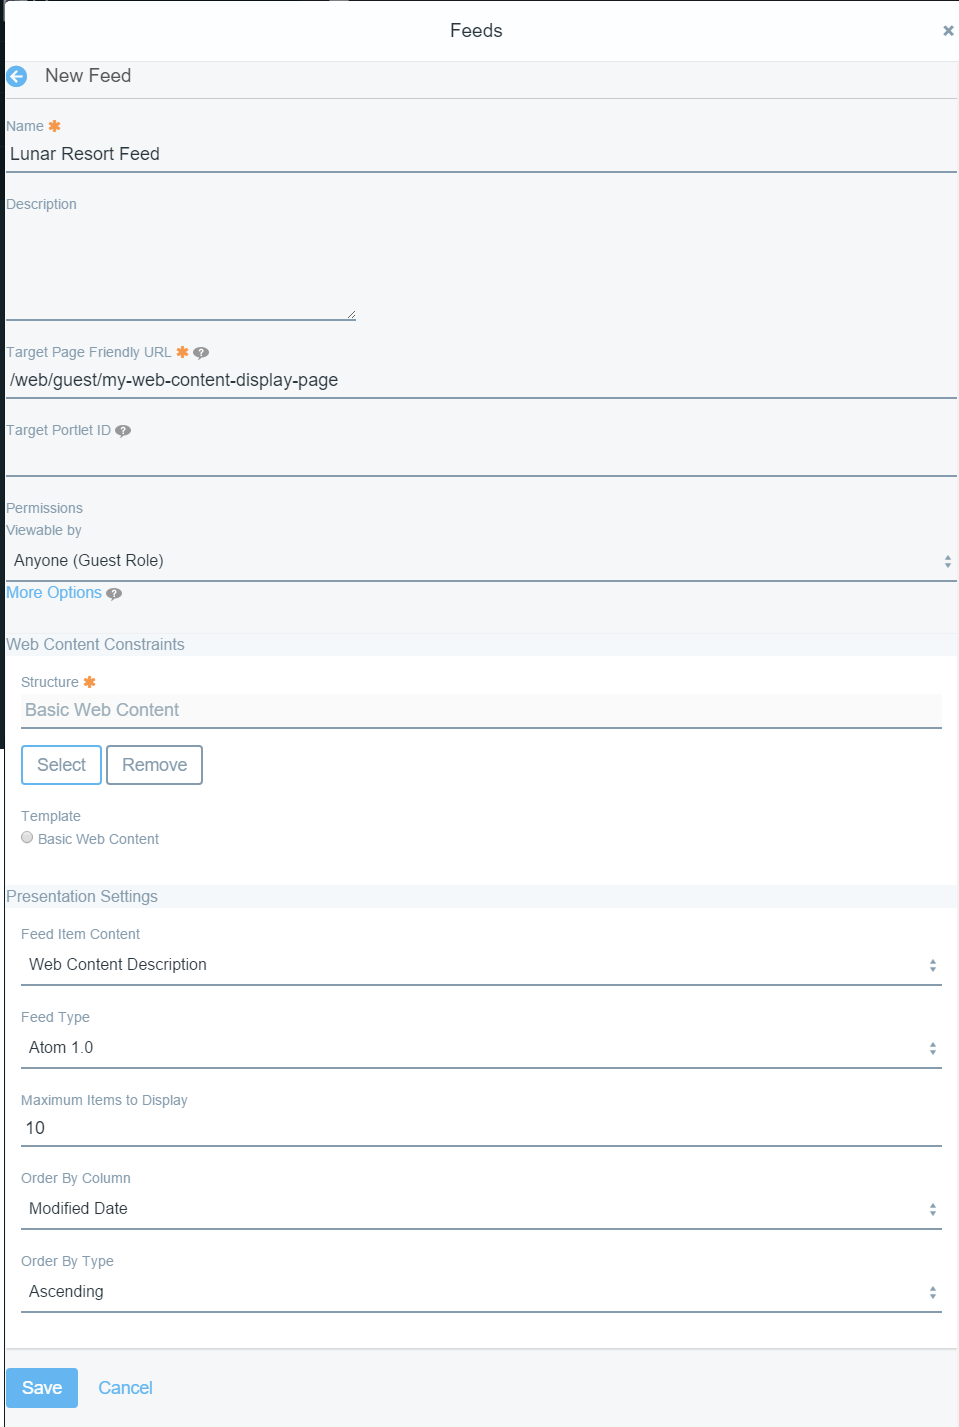 Feeds
New Feed
Name
Lunar Resort Feed
Description
Target Page Friendly URL
/web/guest/my-web-content-display-page
Target Portlet ID
Permissions
Viewable by
Anyone (Guest Role)
More Options
Web Content Constraints
Structure
Basic Web Content
Select Remove
Template
Basic Web Content
Presentation Settings
Feed Item Content
Web Content Description
Feed Type
Atom 1.0
Maximum Items to Display
10
Order By Column
Modified Date
Order By Type
Ascending
Save Cancel